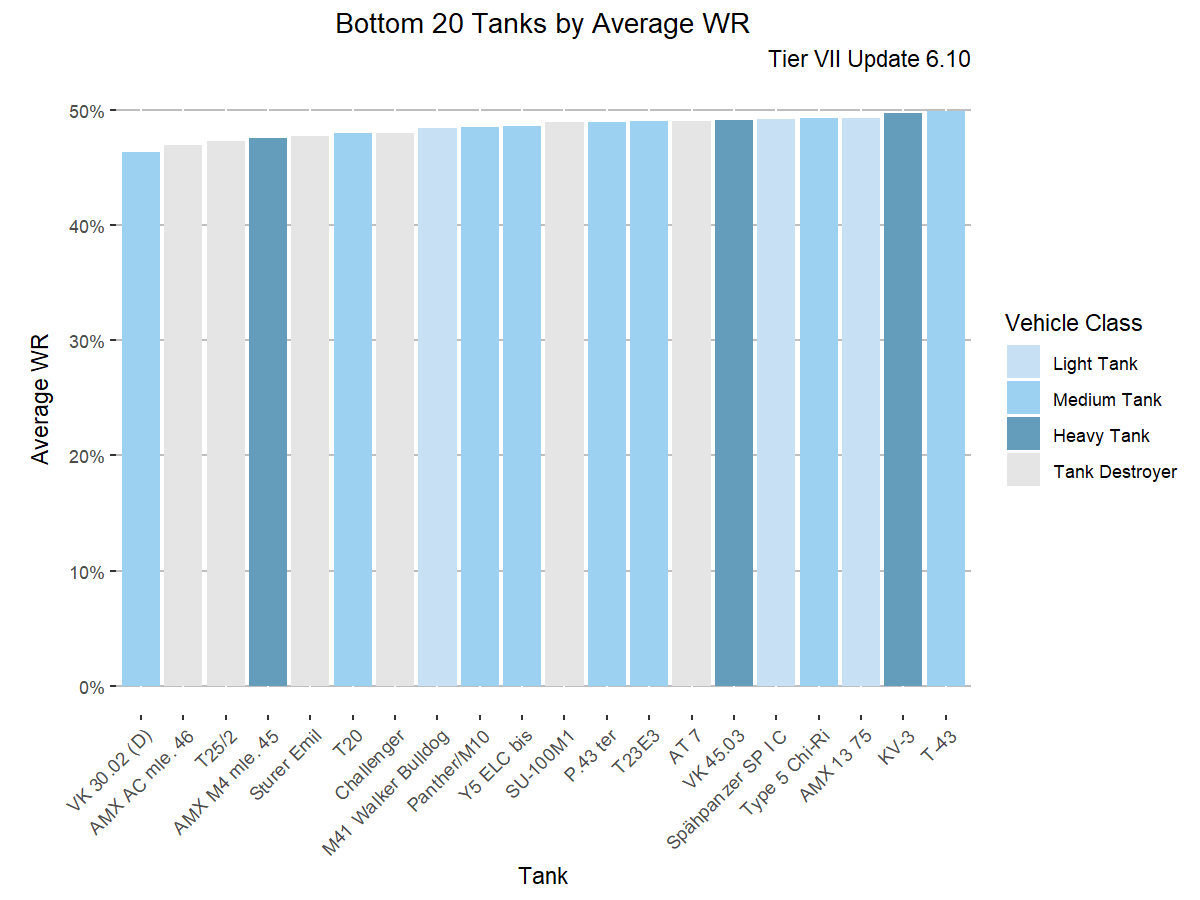 Bottom 20 Tanks by Average WR
Tier VII Update 6.10
Average WR
50%
40%
30%
20%
10%
0%
VK 30.02 (D)
AMX AC mle. 46
T25/2
AMX M4 mle. 45
Sturer Emil
T20
Challenger
M41 Walker Bulldog
Panther/M10
Y5 ELC bis
SU-100M1
P.43 ter
T23E3
AT 7
VK 45.03
Spähpanzer SP I C
Type 5 Chi-Ri
AMX 13 75
KV-3
T-43
Tank
Vehicle Class
Light Tank
Medium Tank
Heavy Tank
Tank Destroyer